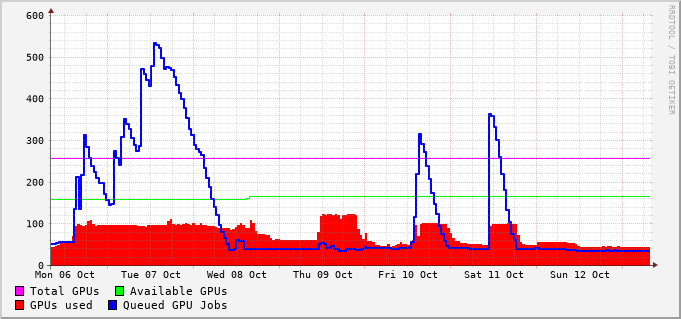 600
500
400
300
200
100
0
Mon 06 Oct Tue 07 Oct Wed 08 Oct Thu 09 Oct Fri 10 Oct Sat 11 Oct Sun 12 Oct
Total GPUs Available GPUs
GPUs used Queued GPU Jobs
RRDTOOL / TOBI OETIKER